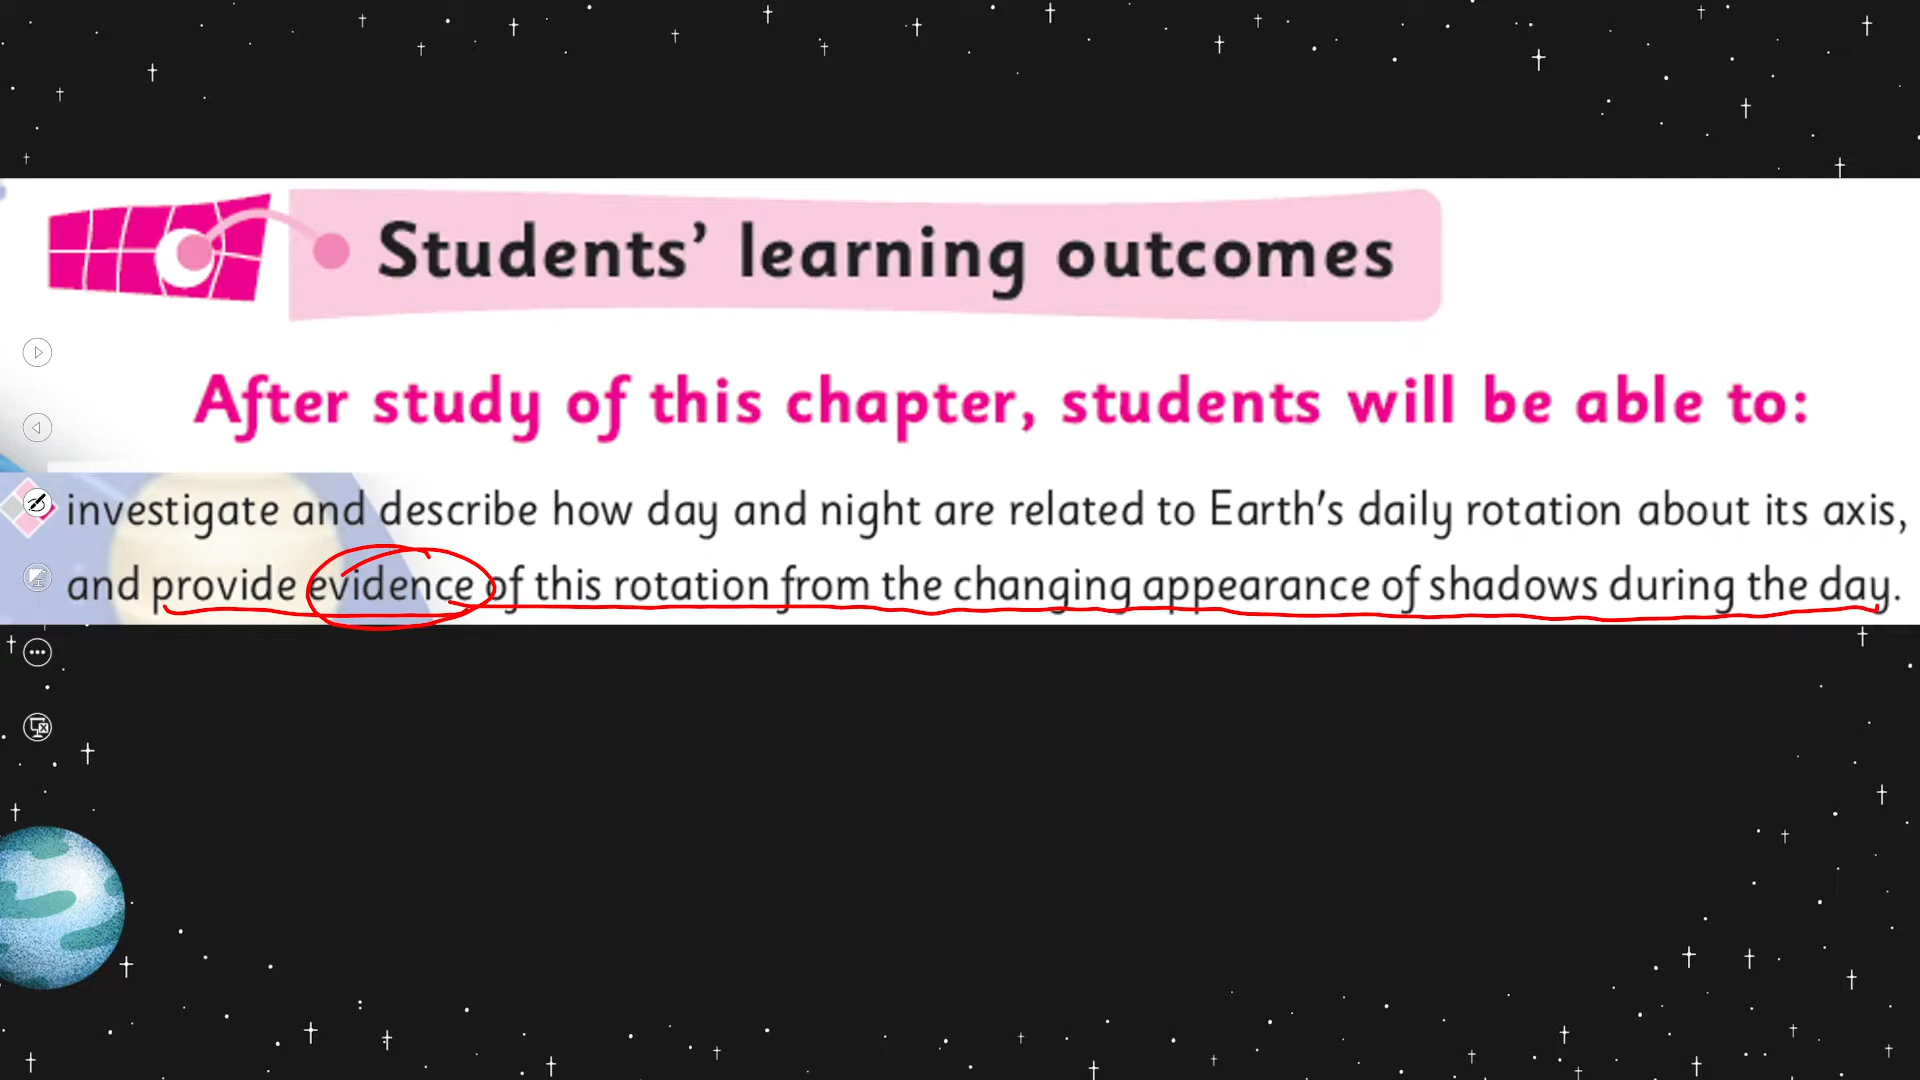 Students’ learning outcomes
After study of this chapter, students will be able to:
investigate and describe how day and night are related to Earth’s daily rotation about its axis,
and provide evidence of this rotation from the changing appearance of shadows during the day.